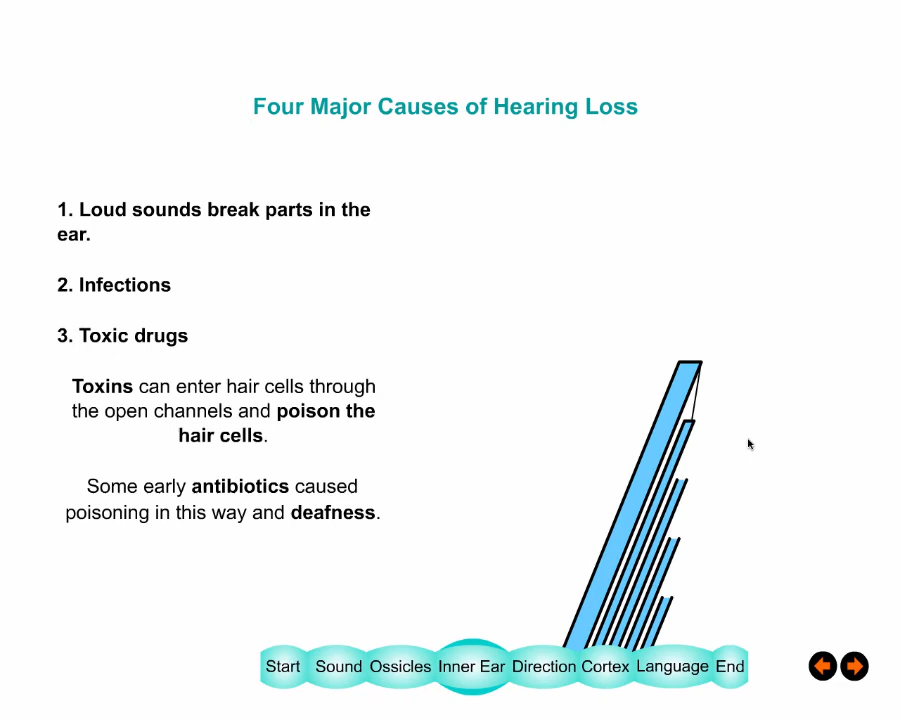 Four Major Causes of Hearing Loss
1. Loud sounds break parts in the
ear.
2. Infections
3. Toxic drugs
Toxins can enter hair cells through
the open channels and poison the
hair cells.
Some early antibiotics caused
poisoning in this way and deafness.
Start Sound Ossicles Inner Ear Direction Cortex Language End